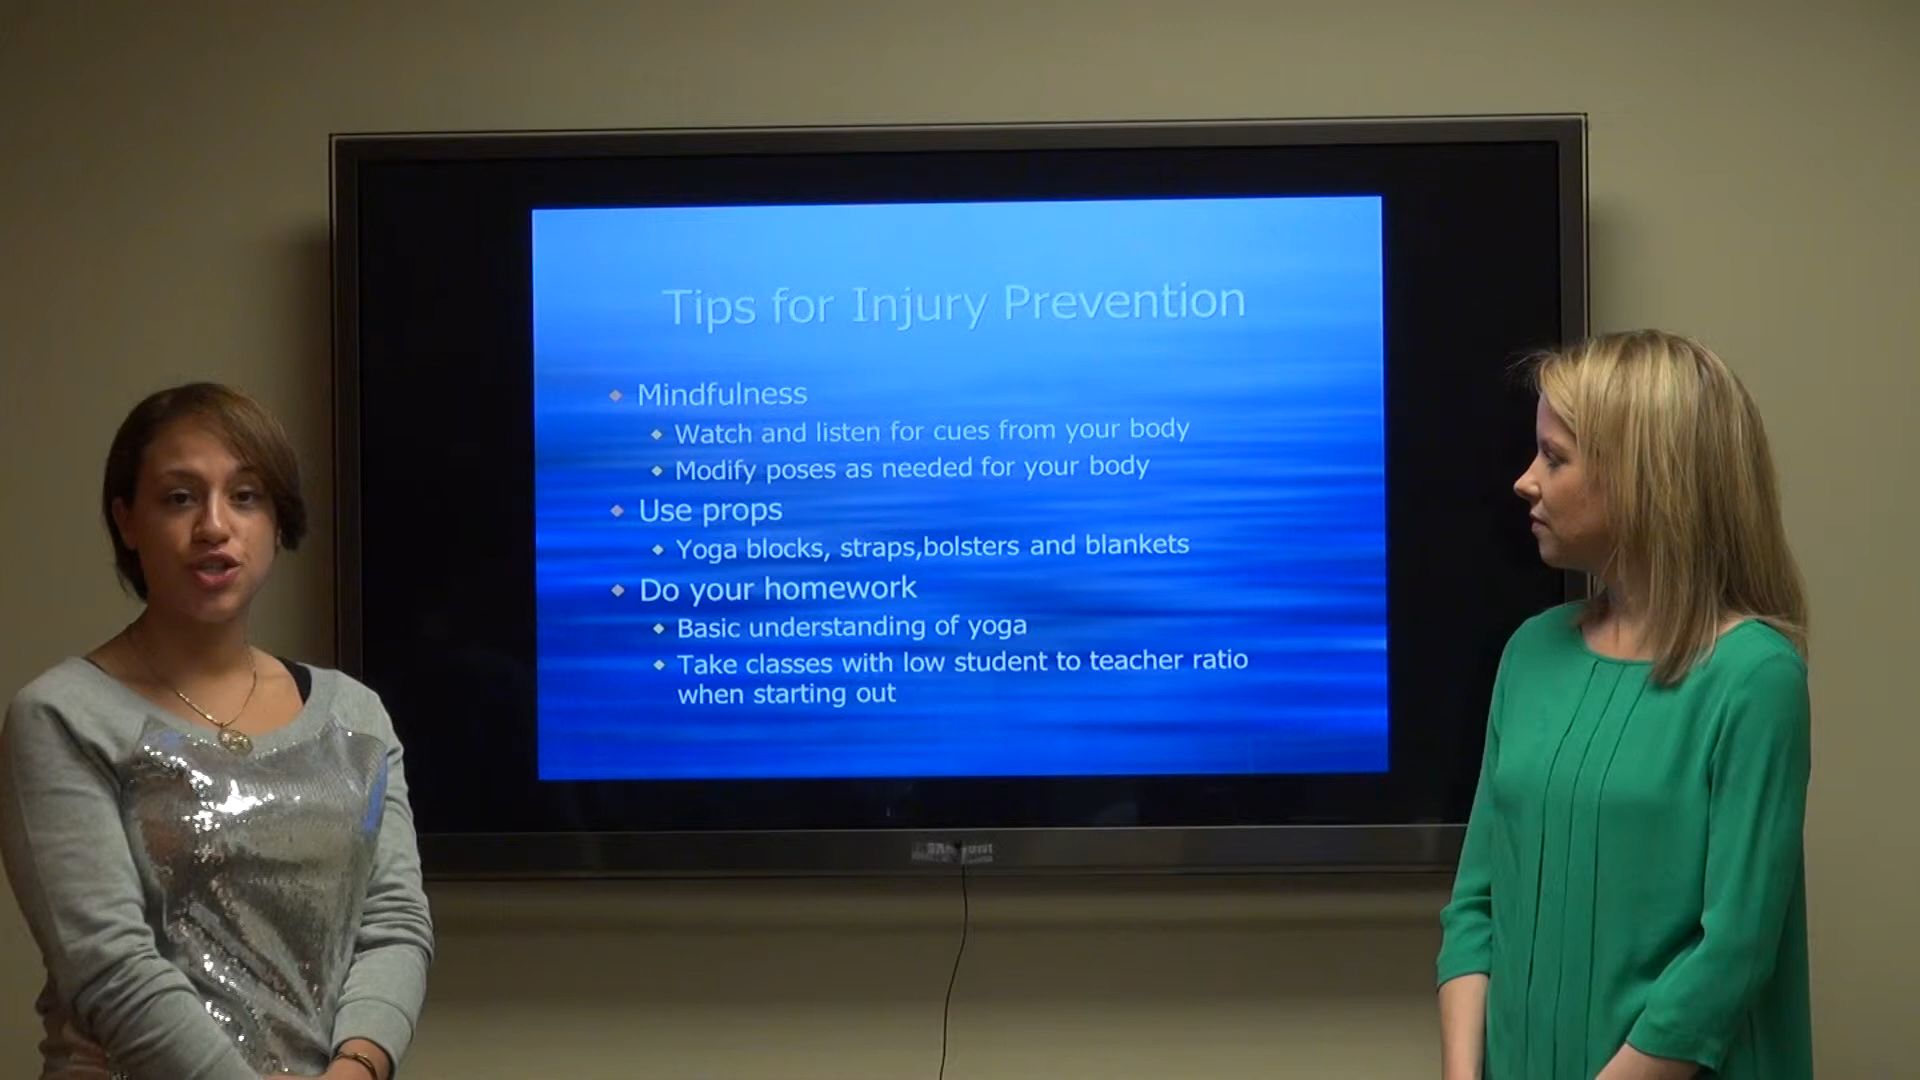 Tips for Injury Prevention
Mindfulness
Watch and listen for cues from your body
Modify poses as needed for your body
Use props
Yoga blocks, straps,bolsters and blankets
Do your homework
Basic understanding of yoga
Take classes with low student to teacher ratio
when starting out